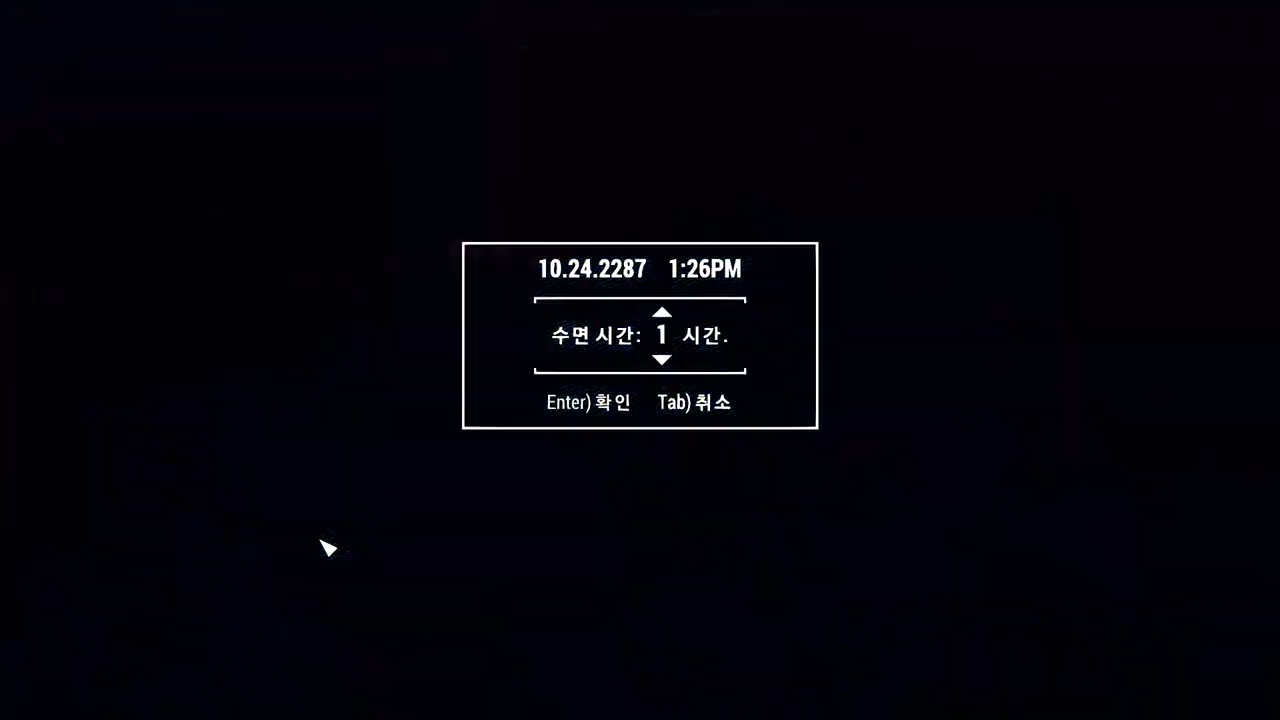 10.24.2287 1:26PM
수면 시간: 1 시간.
Enter) 확인 Tab) 취소